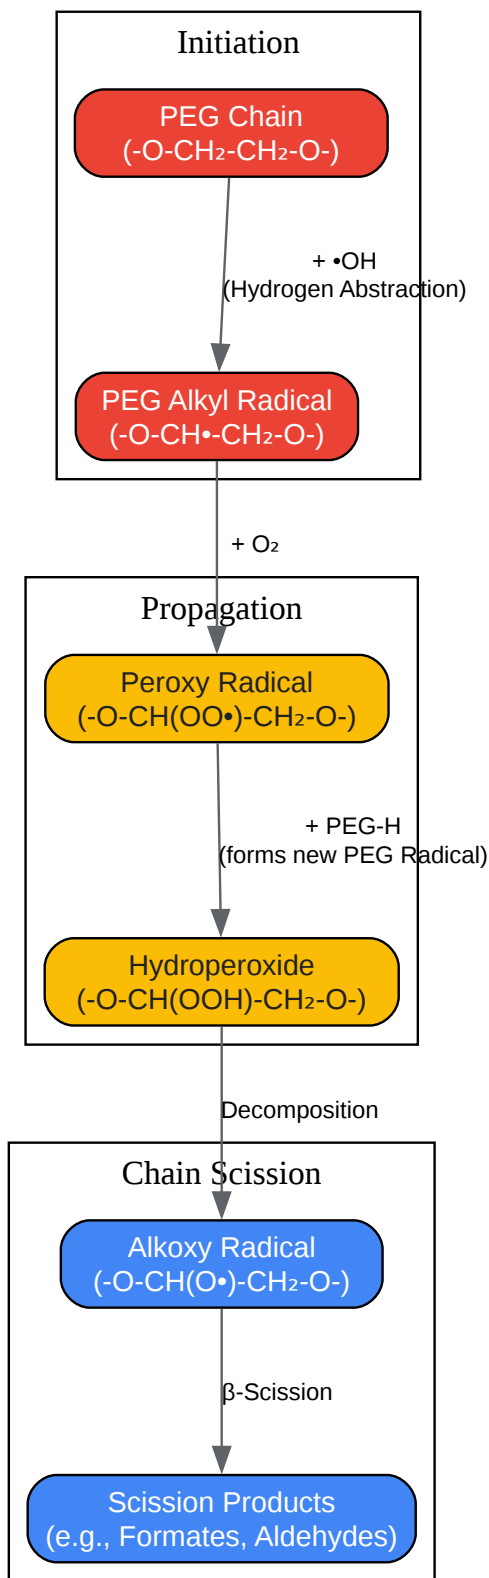 Initiation
PEG Chain
(-O-CH₂-CH₂-O-)
+ •OH
(Hydrogen Abstraction)
PEG Alkyl Radical
(-O-CH•-CH₂-O-)
+ O₂
Propagation
Peroxy Radical
(-O-CH(OO•)-CH₂-O-)
+ PEG-H
(forms new PEG Radical)
Hydroperoxide
(-O-CH(OOH)-CH₂-O-)
Decomposition
Chain Scission
Alkoxy Radical
(-O-CH(O•)-CH₂-O-)
β-Scission
Scission Products
(e.g., Formates, Aldehydes)